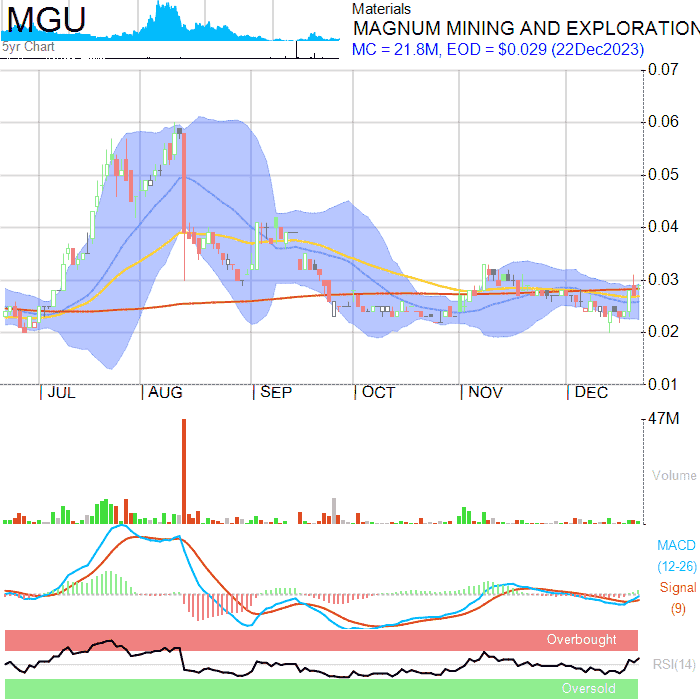 MGU
5yr Chart
Materials
MAGNUM MINING AND EXPLORATION
MC = 21.8M, EOD = $0.029 (22Dec2023)
0.07
0.06
0.05
0.04
0.03
0.02
0.01
JUL AUG SEP OCT NOV DEC
47M
Volume
MACD
(12-26)
Signal
(9)
Overbought
RSI(14)
Oversold